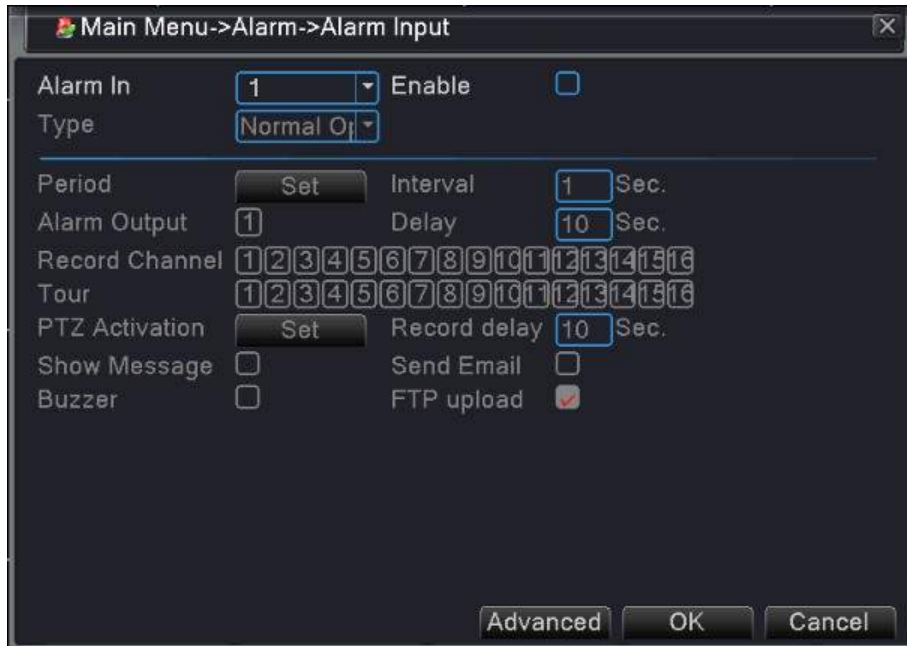 Main Menu->Alarm->Alarm Input
Alarm In 1 Enable
Type Normal Op
Period Set Interval 1 Sec.
Alarm Output 1 Delay 10 Sec.
Record Channel 1 2 3 4 5 6 7 8 9 10 11 12 13 14 15 16
Tour 1 2 3 4 5 6 7 8 9 10 11 12 13 14 15 16
PTZ Activation Set Record delay 10 Sec.
Show Message Send Email
Buzzer FTP upload
Advanced OK Cancel